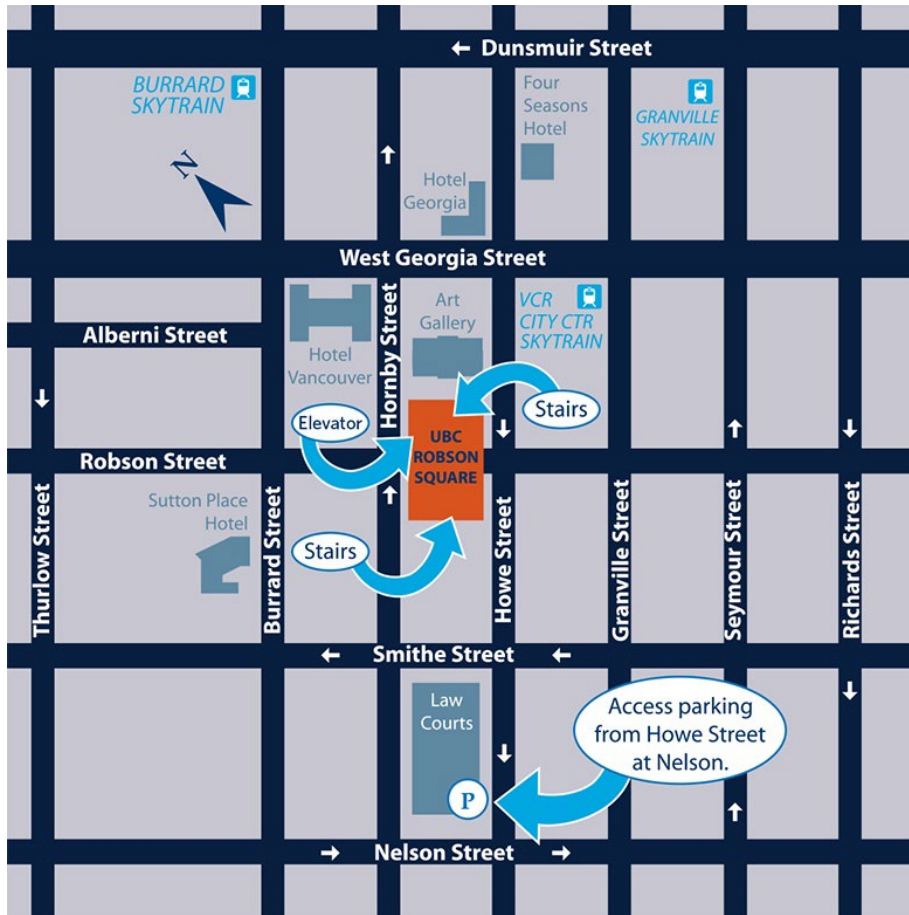 ← Dunsmuir Street
BURRARD
SKYTRAIN
Four
Seasons
Hotel
GRANVILLE
SKYTRAIN
N
Hotel
Georgia
West Georgia Street
Alberni Street
Hotel
Vancouver
Hornby Street
Art
Gallery
VCR
CITY CTR
SKYTRAIN
Elevator
Stairs
UBC
ROBSON
SQUARE
Robson Street
Sutton Place
Hotel
Stairs
Thurlow Street
Burrard Street
Howe Street
Granville Street
Seymour Street
Richards Street
Smithe Street
Law
Courts
Access parking
from Howe Street
at Nelson.
P
Nelson Street